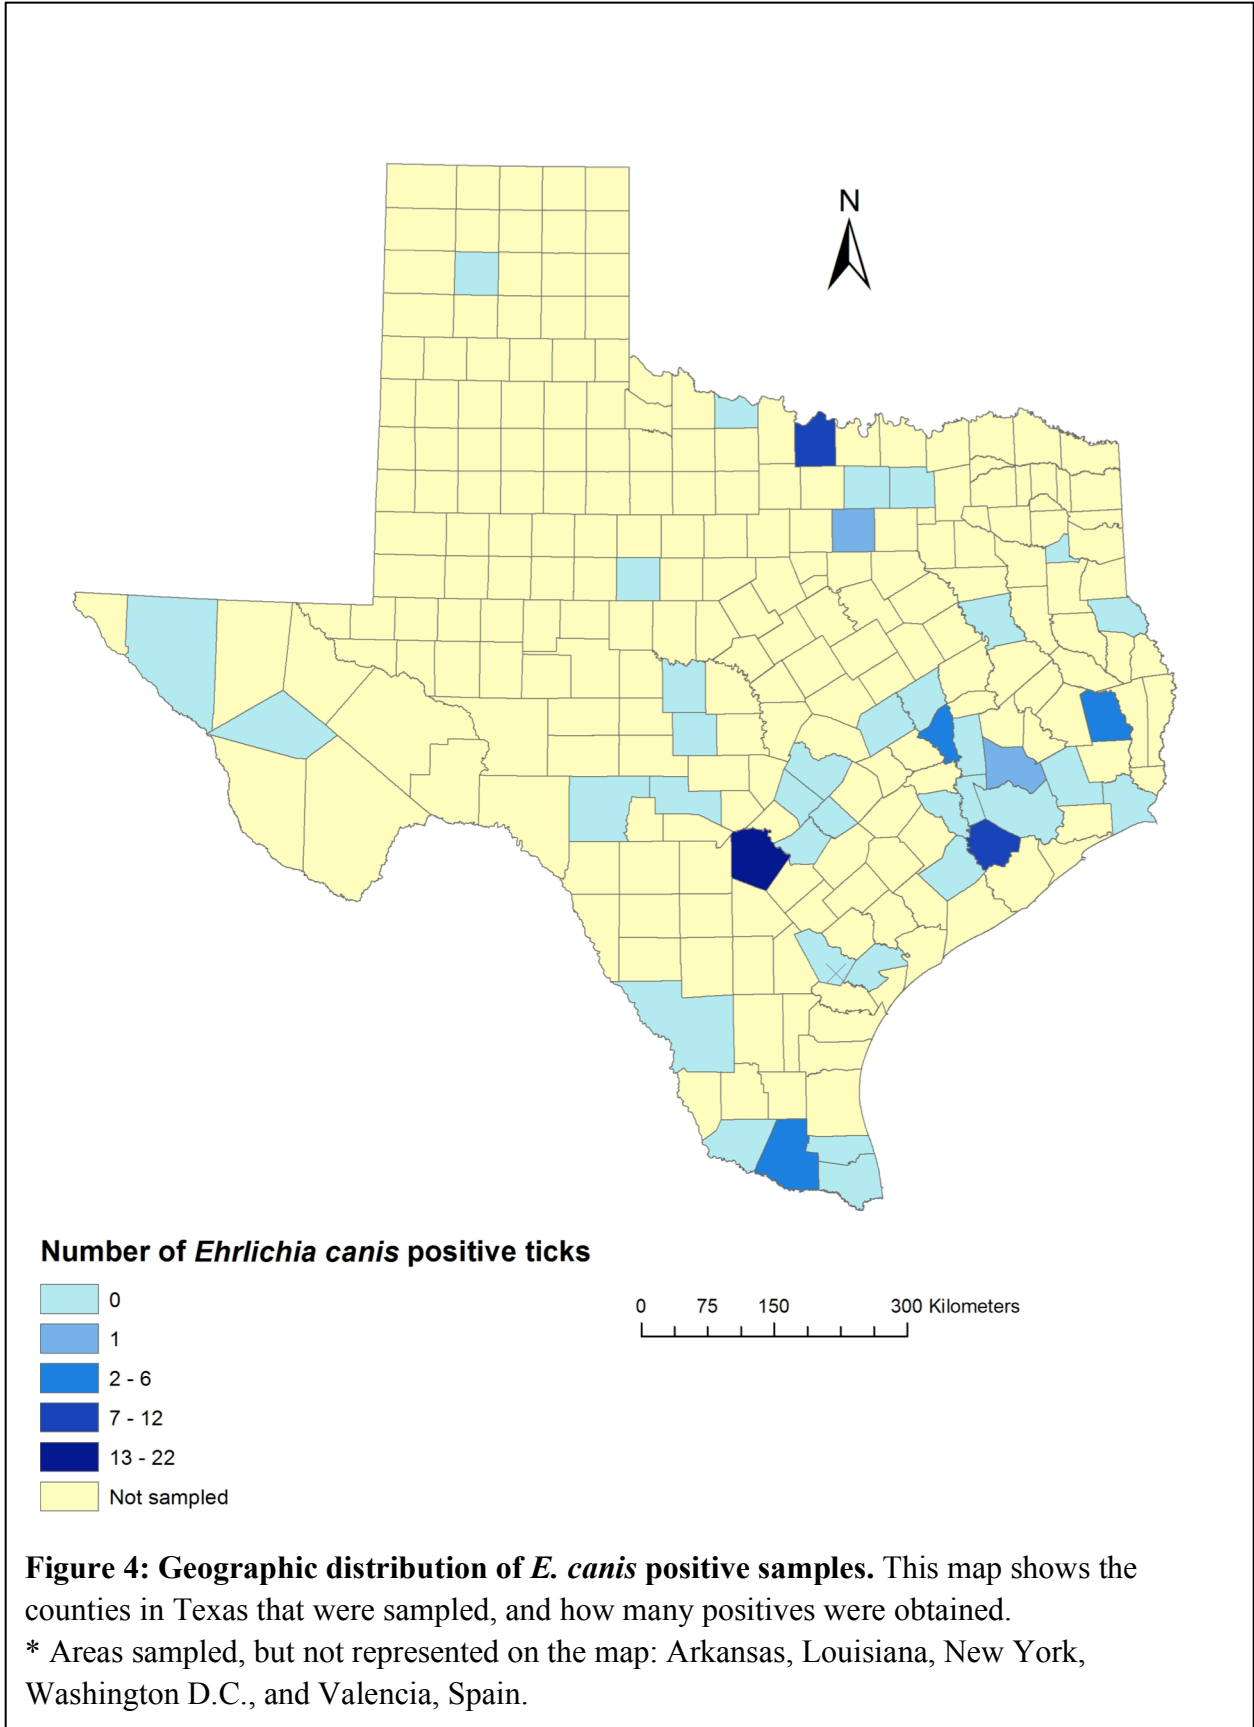 N
Number of Ehrlichia canis positive ticks
0
1
2 - 6
7 - 12
13 - 22
Not sampled
0 75 150 300 Kilometers
Figure 4: Geographic distribution of E. canis positive samples. This map shows the
counties in Texas that were sampled, and how many positives were obtained.
* Areas sampled, but not represented on the map: Arkansas, Louisiana, New York,
Washington D.C., and Valencia, Spain.